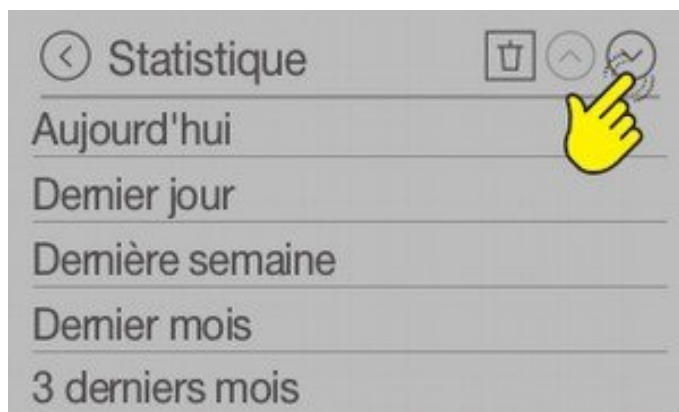 Statistique
Aujourd'hui
Dernier jour
Dernière semaine
Dernier mois
3 derniers mois